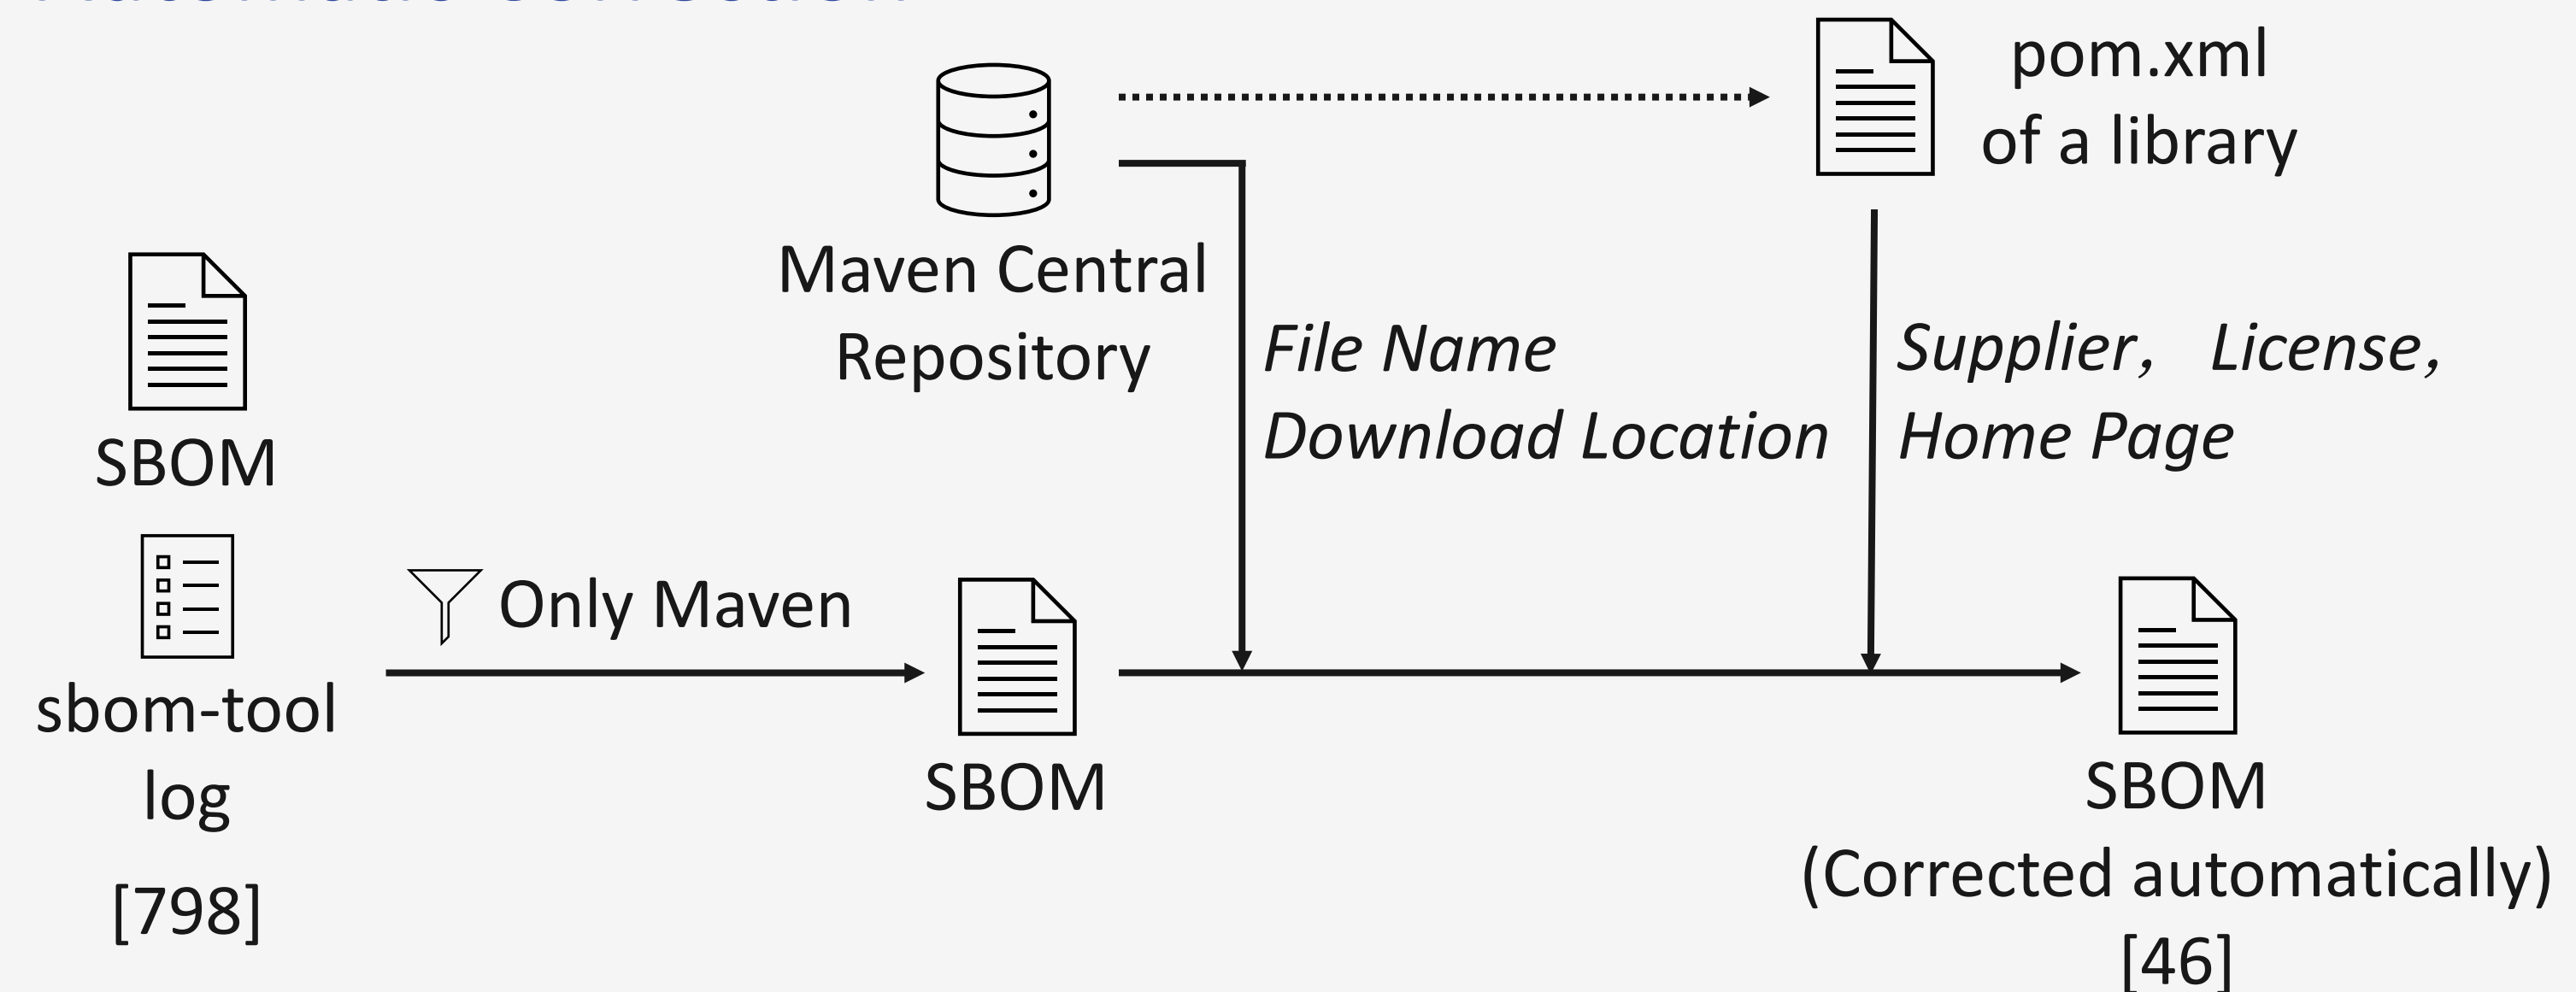 pom.xml
of a library
Maven Central
Repository
File Name
Download Location
Supplier, License,
Home Page
SBOM
sbom-tool
log
[798]
Only Maven
SBOM
SBOM
(Corrected automatically)
[46]